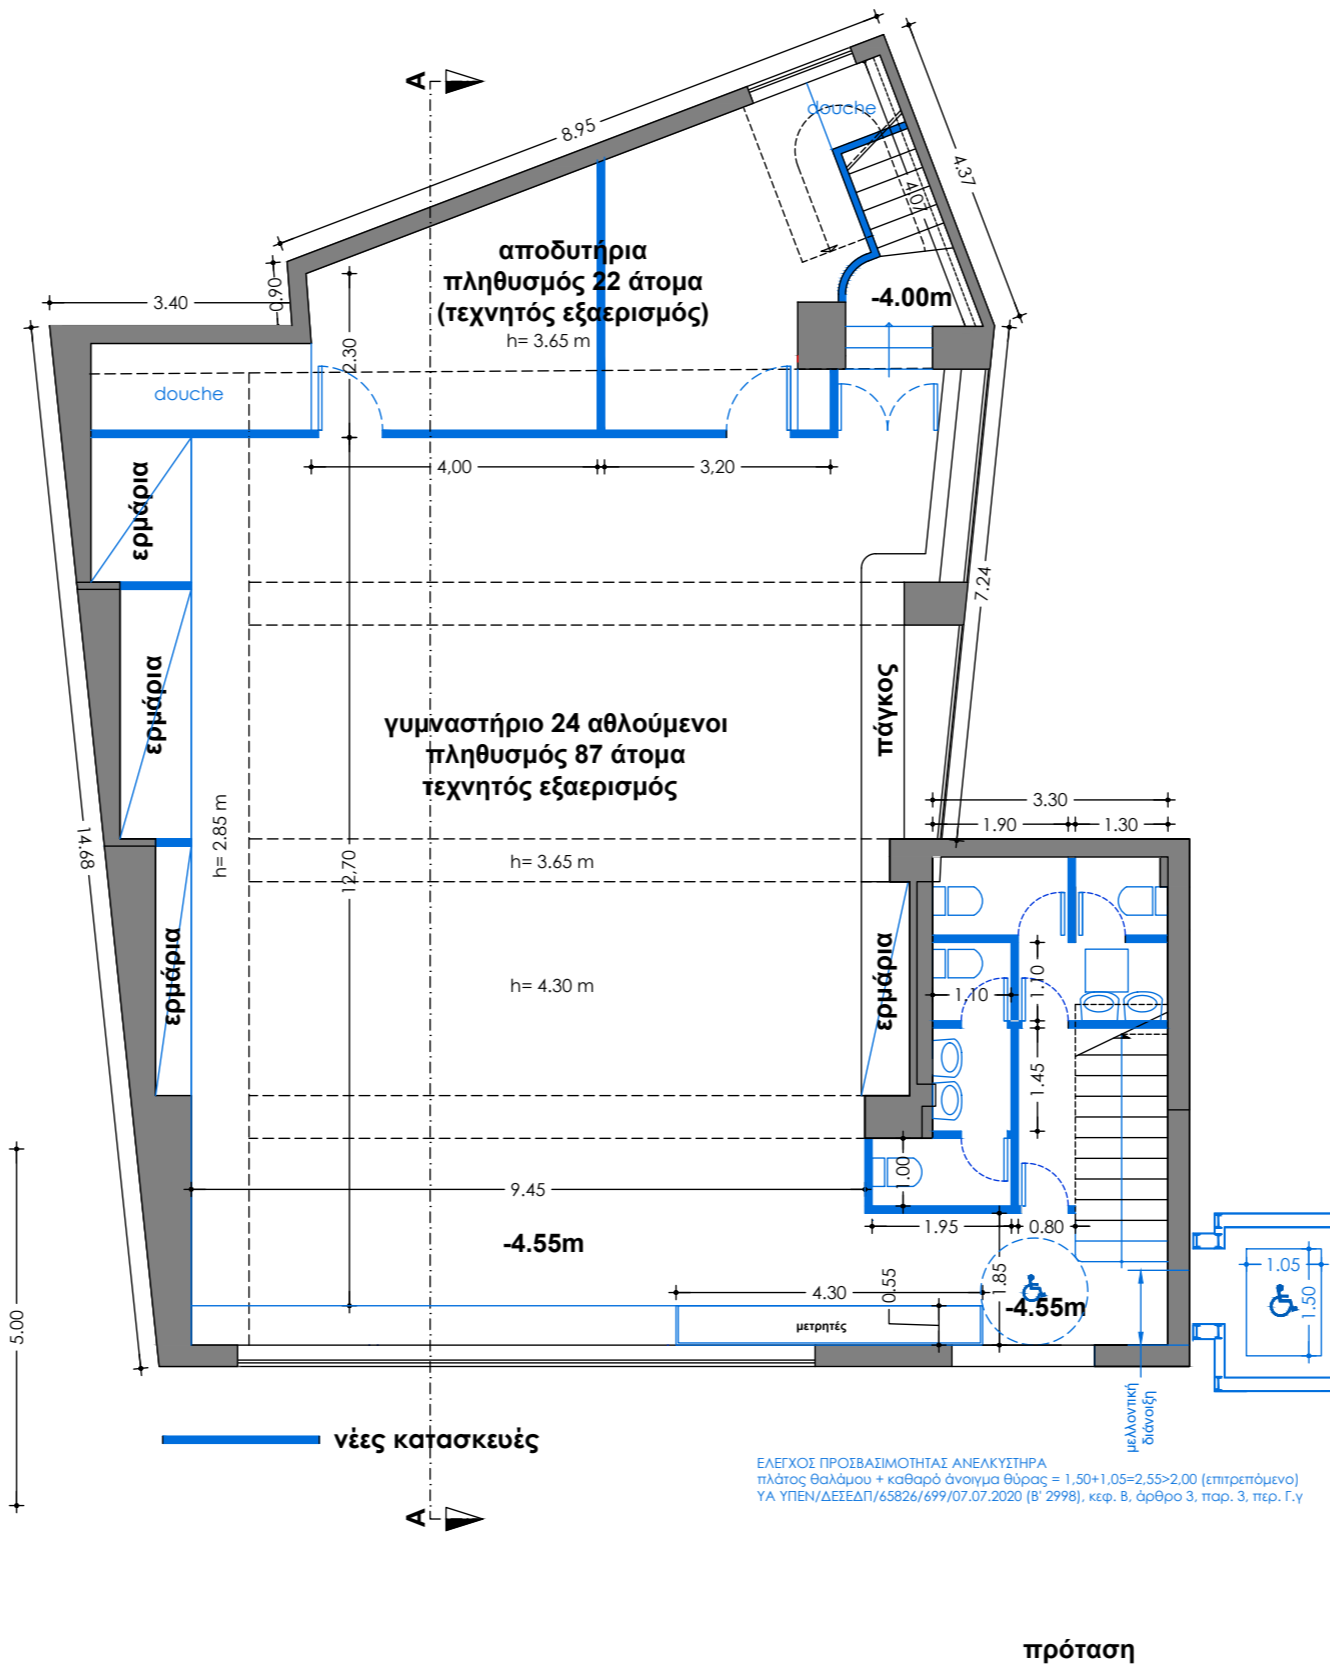 A
8.95
douche
4.37
4.07
αποδυτήρια
πληθυσμός 22 άτομα
(τεχνητός εξαερισμός)
h= 3.65 m
-4.00m
0.90
3.40
2.30
douche
4,00
3,20
ερμάρια
7.24
ερμάρια
πάγκος
γυμναστήριο 24 αθλούμενοι
πληθυσμός 87 άτομα
τεχνητός εξαερισμός
3.30
1.90
1.30
h= 2.85 m
14.68
12,70
h= 3.65 m
ερμάρια
ερμάρια
h= 4.30 m
1.10
1.10
1.45
1.00
9.45
1.95
0.80
-4.55m
1.85
0.55
4.30
-4.55m
μετρητές
1.05
1.50
5.00
μελλοντική
διάνοιξη
νέες κατασκευές
ΕΛΕΓΧΟΣ ΠΡΟΣΒΑΣΙΜΟΤΗΤΑΣ ΑΝΕΛΚΥΣΤΗΡΑ
πλάτος θαλάμου + καθαρό άνοιγμα θύρας = 1,50+1,05=2,55>2,00 (επιτρεπόμενο)
ΥΑ ΥΠΕΝ/ΔΕΣΕΔΠ/65826/699/07.07.2020 (Β' 2998), κεφ. Β, άρθρο 3, παρ. 3, περ. Γ.γ
A
πρόταση